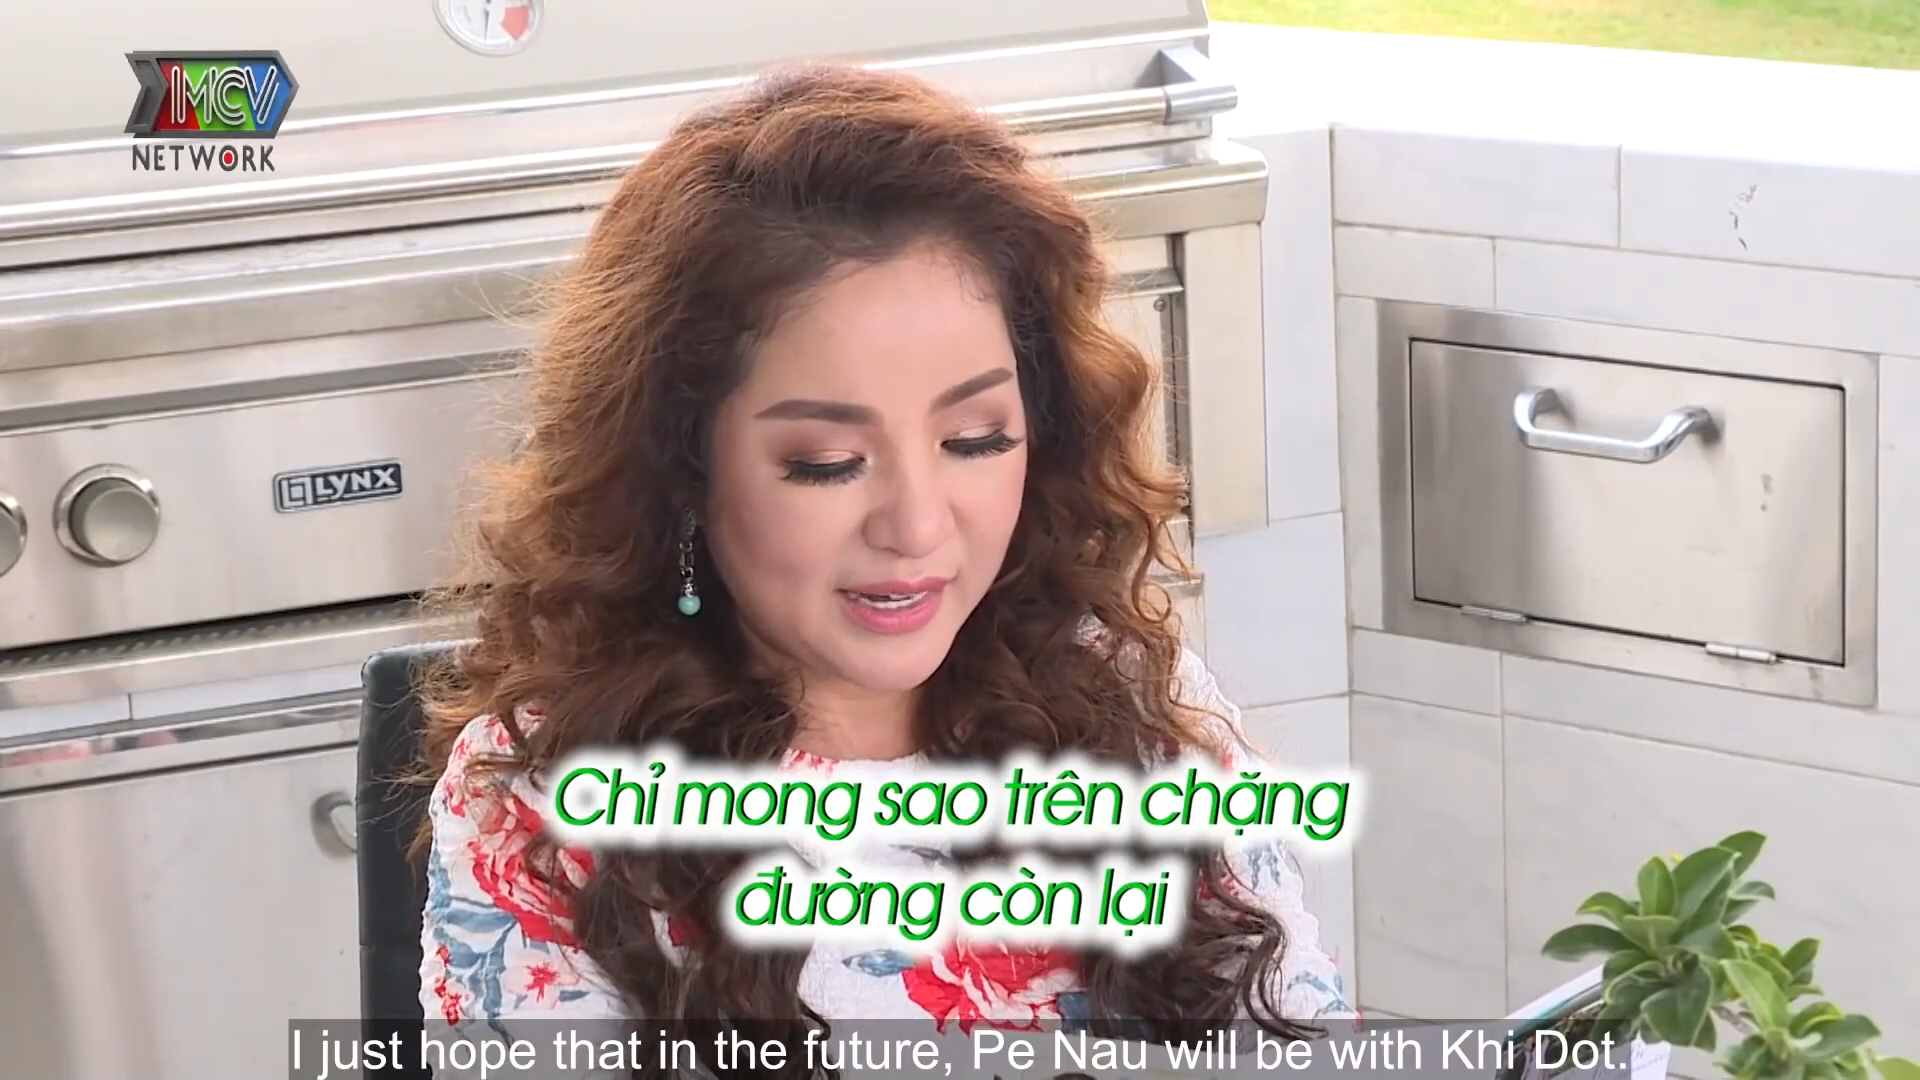 MCV
NETWORK
LYNX
Chỉ mong sao trên chặng
đường còn lại
I just hope that in the future, Pe Nau will be with Khi Dot.